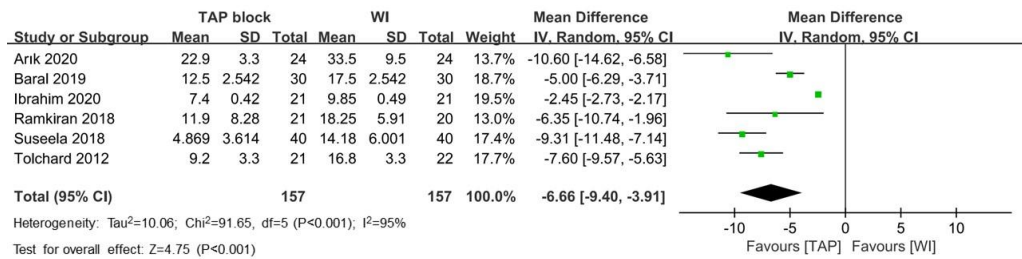 TAP block WI Mean Difference Mean Difference
Study or Subgroup Mean SD Total Mean SD Total Weight IV, Random, 95% CI IV, Random, 95% CI
Arık 2020 22.9 3.3 24 33.5 9.5 24 13.7% -10.60 [-14.62, -6.58]
Baral 2019 12.5 2.542 30 17.5 2.542 30 18.7% -5.00 [-6.29, -3.71]
Ibrahim 2020 7.4 0.42 21 9.85 0.49 21 19.5% -2.45 [-2.73, -2.17]
Ramkiran 2018 11.9 8.28 21 18.25 5.91 20 13.0% -6.35 [-10.74, -1.96]
Suseela 2018 4.869 3.614 40 14.18 6.001 40 17.4% -9.31 [-11.48, -7.14]
Tolchard 2012 9.2 3.3 21 16.8 3.3 22 17.7% -7.60 [-9.57, -5.63]
Total (95% CI) 157 157 100.0% -6.66 [-9.40, -3.91]
Heterogeneity: Tau²=10.06; Chi²=91.65, df=5 (P<0.001); I²=95%
Test for overall effect: Z=4.75 (P<0.001)
-10 -5 0 5 10
Favours [TAP] Favours [WI]